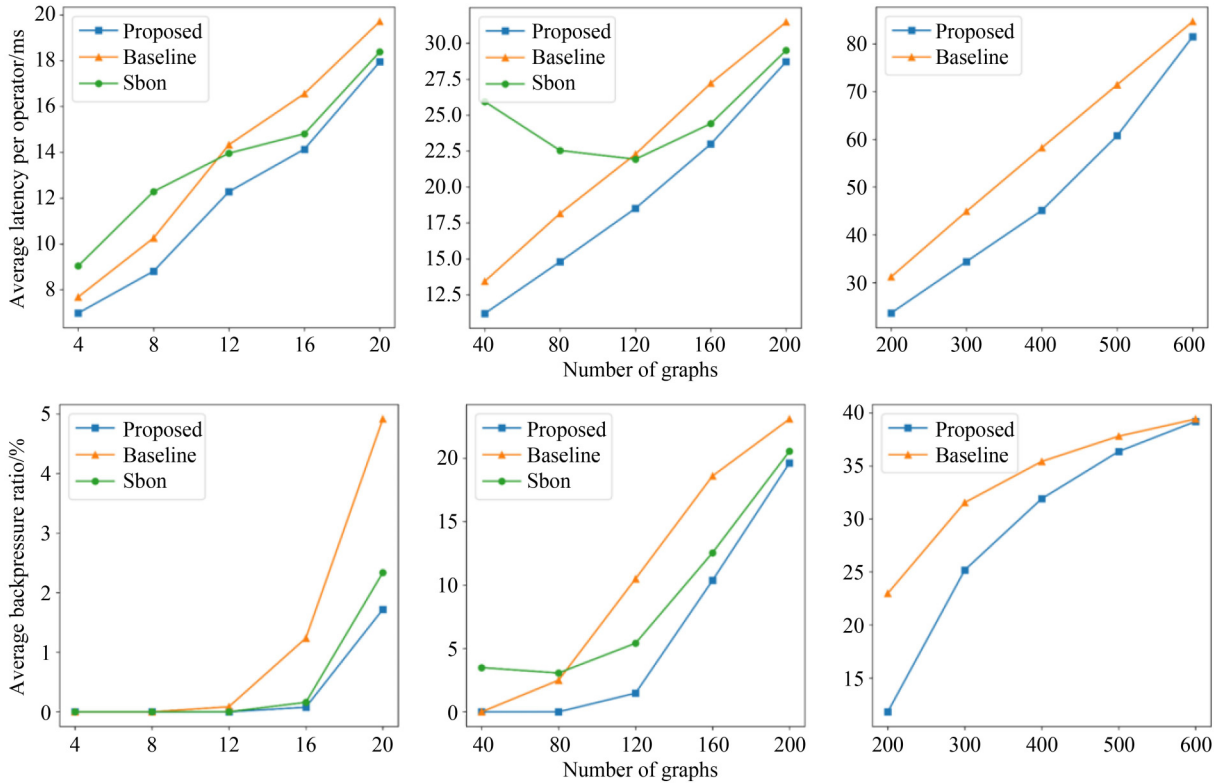 Average latency per operator/ms
20
18
16
14
12
10
8
Proposed
Baseline
Sbon
4 8 12 16 20
30.0
27.5
25.0
22.5
20.0
17.5
15.0
12.5
Proposed
Baseline
Sbon
40 80 120 160 200
Number of graphs
80
70
60
50
40
30
Proposed
Baseline
200 300 400 500 600
Average backpressure ratio/%
5
4
3
2
1
0
Proposed
Baseline
Sbon
4 8 12 16 20
20
15
10
5
0
Proposed
Baseline
Sbon
40 80 120 160 200
Number of graphs
40
35
30
25
20
15
Proposed
Baseline
200 300 400 500 600